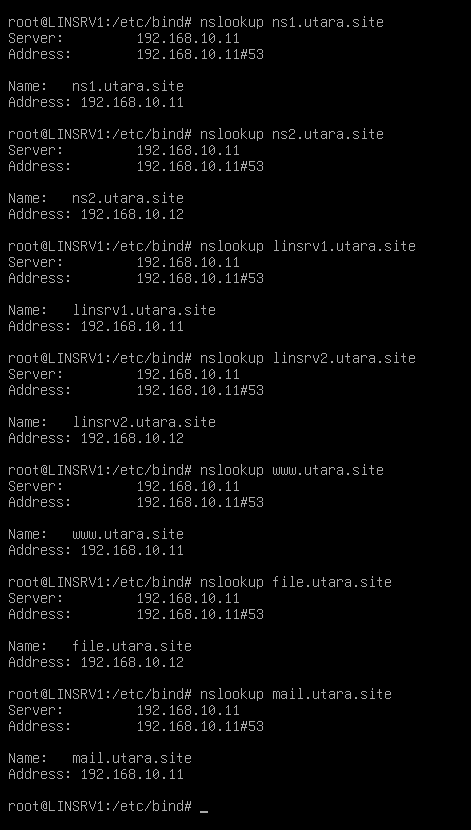 root@LINSRV1:/etc/bind# nslookup ns1.utara.site
Server:         192.168.10.11
Address:        192.168.10.11#53

Name:   ns1.utara.site
Address: 192.168.10.11

root@LINSRV1:/etc/bind# nslookup ns2.utara.site
Server:         192.168.10.11
Address:        192.168.10.11#53

Name:   ns2.utara.site
Address: 192.168.10.12

root@LINSRV1:/etc/bind# nslookup linsrv1.utara.site
Server:         192.168.10.11
Address:        192.168.10.11#53

Name:   linsrv1.utara.site
Address: 192.168.10.11

root@LINSRV1:/etc/bind# nslookup linsrv2.utara.site
Server:         192.168.10.11
Address:        192.168.10.11#53

Name:   linsrv2.utara.site
Address: 192.168.10.12

root@LINSRV1:/etc/bind# nslookup www.utara.site
Server:         192.168.10.11
Address:        192.168.10.11#53

Name:   www.utara.site
Address: 192.168.10.11

root@LINSRV1:/etc/bind# nslookup file.utara.site
Server:         192.168.10.11
Address:        192.168.10.11#53

Name:   file.utara.site
Address: 192.168.10.12

root@LINSRV1:/etc/bind# nslookup mail.utara.site
Server:         192.168.10.11
Address:        192.168.10.11#53

Name:   mail.utara.site
Address: 192.168.10.11

root@LINSRV1:/etc/bind# _